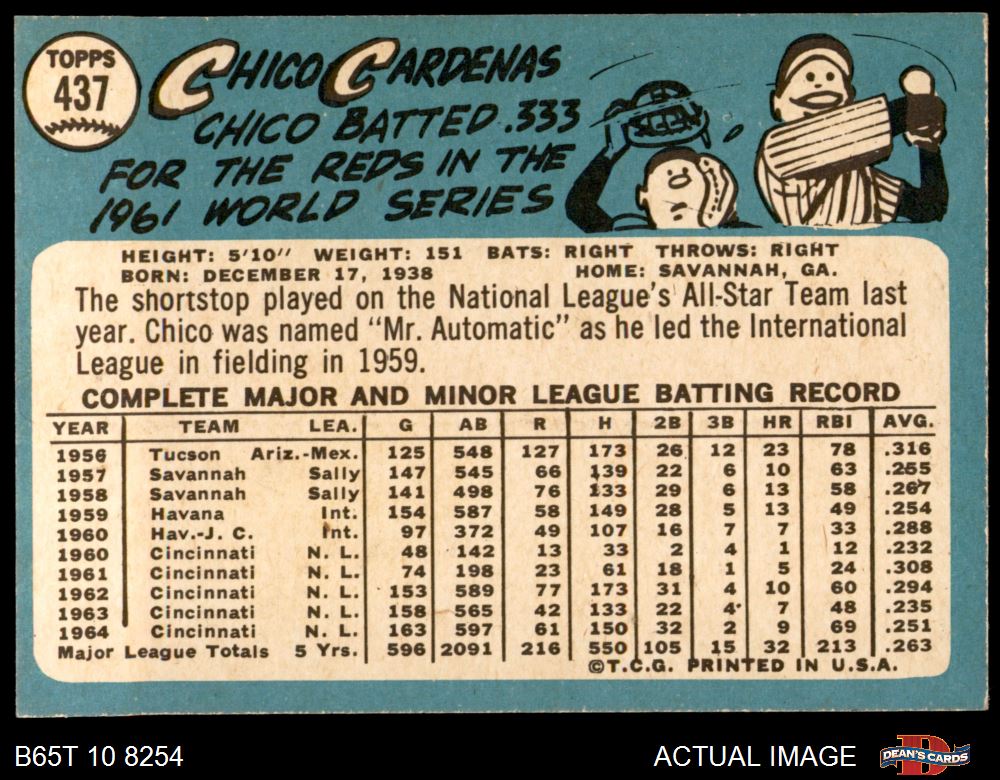 TOPPS
437
CHICO CARDENAS
CHICO BATTED .333
FOR THE REDS IN THE
1961 WORLD SERIES
HEIGHT: 5'10" WEIGHT: 151 BATS: RIGHT THROWS: RIGHT
BORN: DECEMBER 17, 1938 HOME: SAVANNAH, GA.
The shortstop played on the National League's All-Star Team last
year. Chico was named "Mr. Automatic" as he led the International
League in fielding in 1959.
COMPLETE MAJOR AND MINOR LEAGUE BATTING RECORD
YEAR TEAM LEA. G AB R H 2B 3B HR RBI AVG.
1956 Tucson Ariz.-Mex. 125 548 127 173 26 12 23 78 .316
1957 Savannah Sally 147 545 66 139 22 6 10 63 .255
1958 Savannah Sally 141 498 76 133 29 6 13 58 .267
1959 Havana Int. 154 587 58 149 28 5 13 49 .254
1960 Hav.-J. C. Int. 97 372 49 107 16 7 7 33 .288
1960 Cincinnati N. L. 48 142 13 33 2 4 1 12 .232
1961 Cincinnati N. L. 74 198 23 61 18 1 5 24 .308
1962 Cincinnati N. L. 153 589 77 173 31 4 10 60 .294
1963 Cincinnati N. L. 158 565 42 133 22 4 7 48 .235
1964 Cincinnati N. L. 163 597 61 150 32 2 9 69 .251
Major League Totals 5 Yrs. 596 2091 216 550 105 15 32 213 .263
©T.C.G. PRINTED IN U.S.A.
B65T 10 8254 ACTUAL IMAGE DEAN'S CARDS